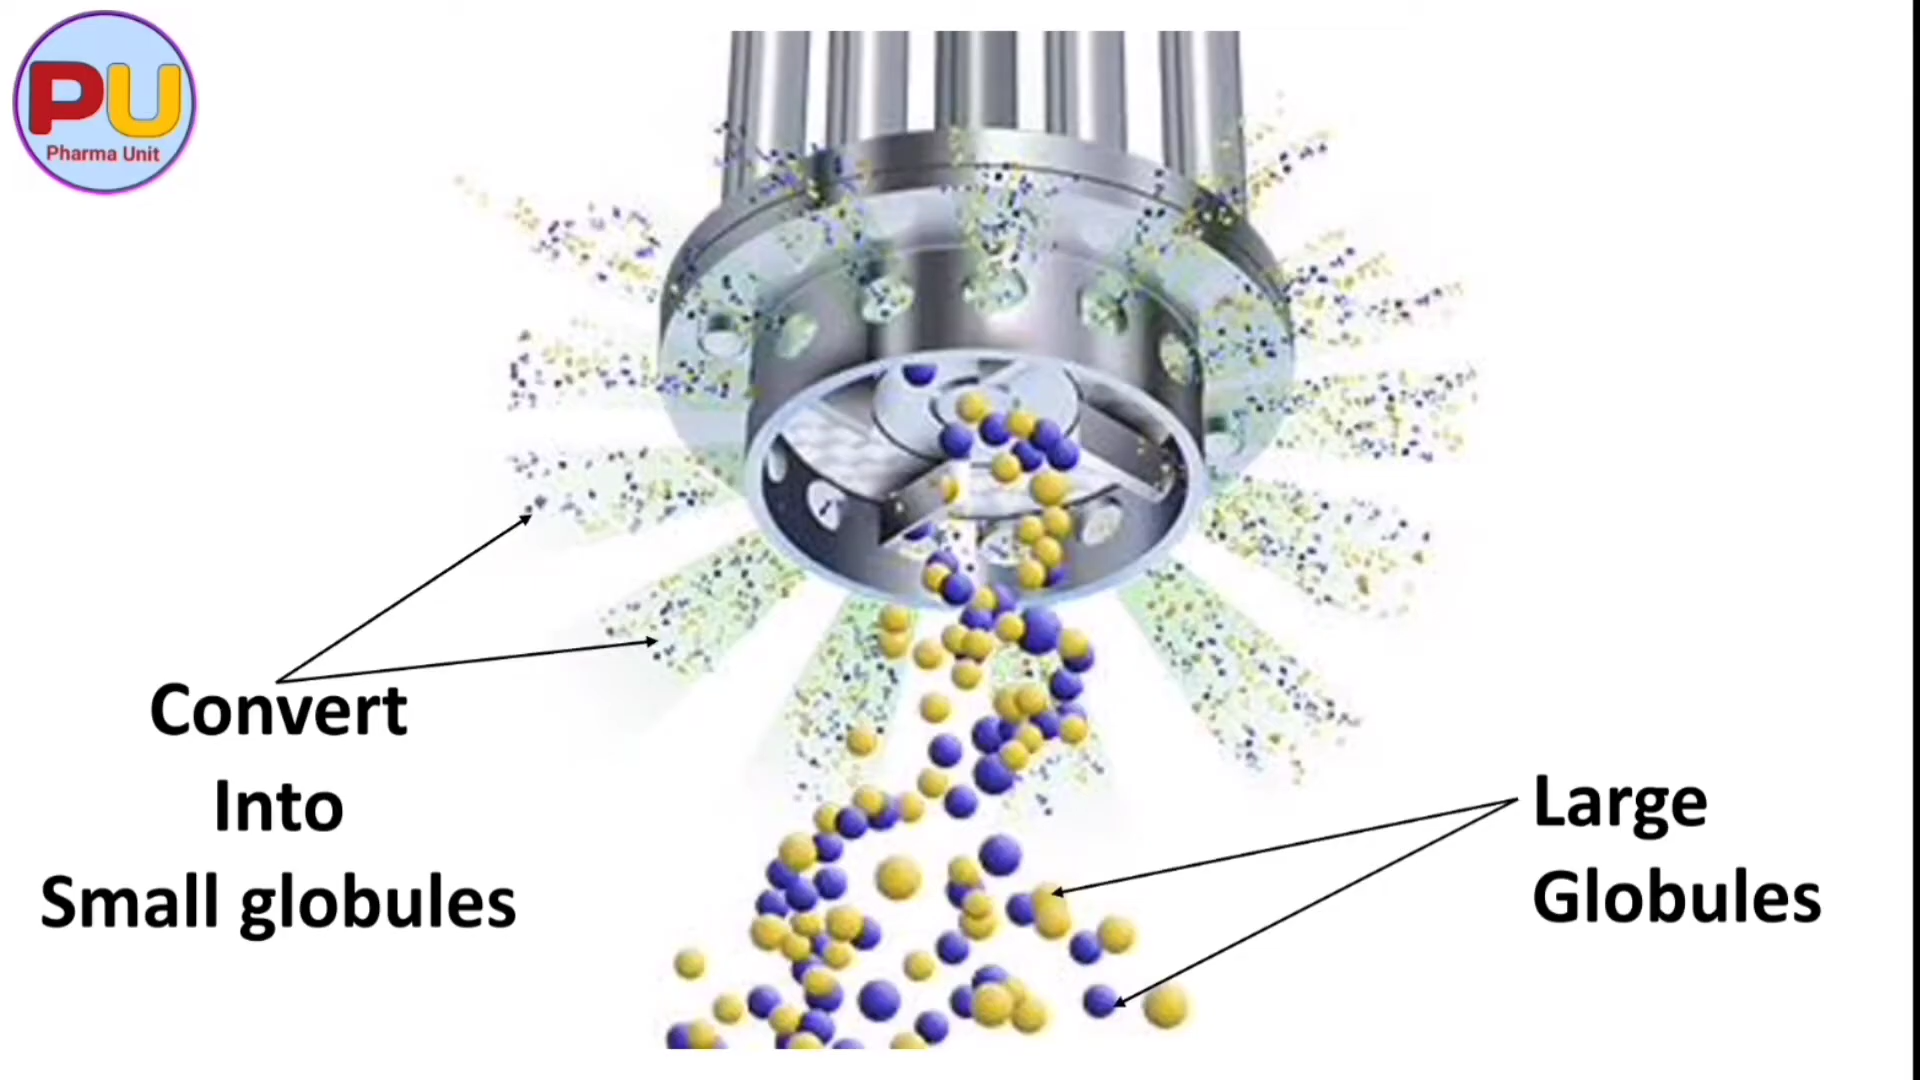 PU
Pharma Unit
Convert
Into
Small globules
Large
Globules